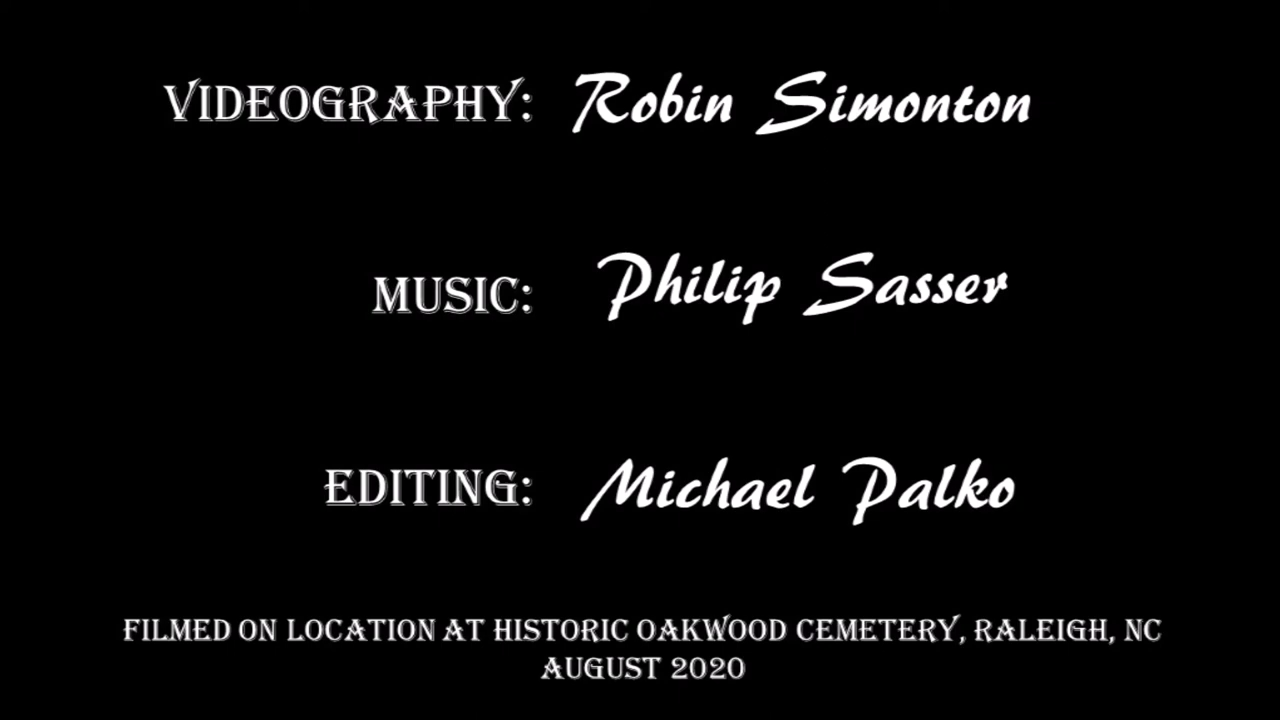 VIDEOGRAPHY: Robin Simonton
MUSIC: Philip Sasser
EDITING: Michael Palko
FILMED ON LOCATION AT HISTORIC OAKWOOD CEMETERY, RALEIGH, NC
AUGUST 2020